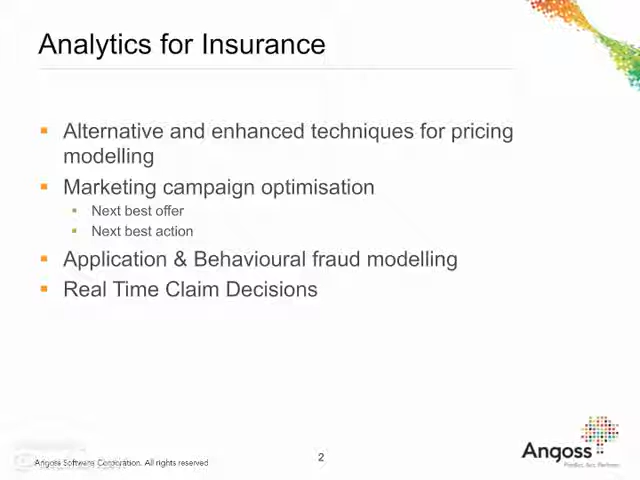 Analytics for Insurance
Alternative and enhanced techniques for pricing
modelling
Marketing campaign optimisation
Next best offer
Next best action
Application & Behavioural fraud modelling
Real Time Claim Decisions
Angoss Software Corporation. All rights reserved
2
Angoss
Predict. Act. Perform.